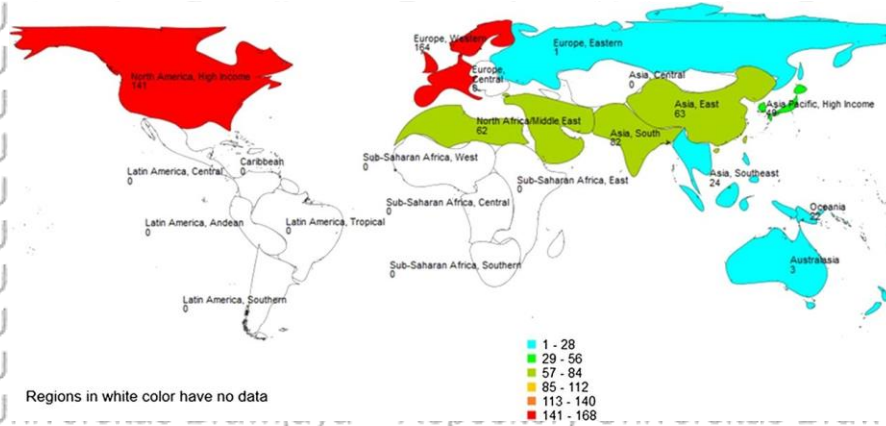 Europe, Western
164
Europe, Eastern
1
North America, High Income
141
Europe,
Central
Asia, Central
0
Asia, East
63
Asia Pacific, High Income
North Africa/Middle East
62
Asia, South
82
Caribbean
0
Sub-Saharan Africa, West
0
Latin America, Central
0
Sub-Saharan Africa, East
0
Asia, Southeast
24
Sub-Saharan Africa, Central
0
Oceania
22
Latin America, Andean
0
Latin America, Tropical
0
Sub-Saharan Africa, Southern
0
Australasia
3
Latin America, Southern
0
1 - 28
29 - 56
57 - 84
85 - 112
113 - 140
141 - 168
Regions in white color have no data